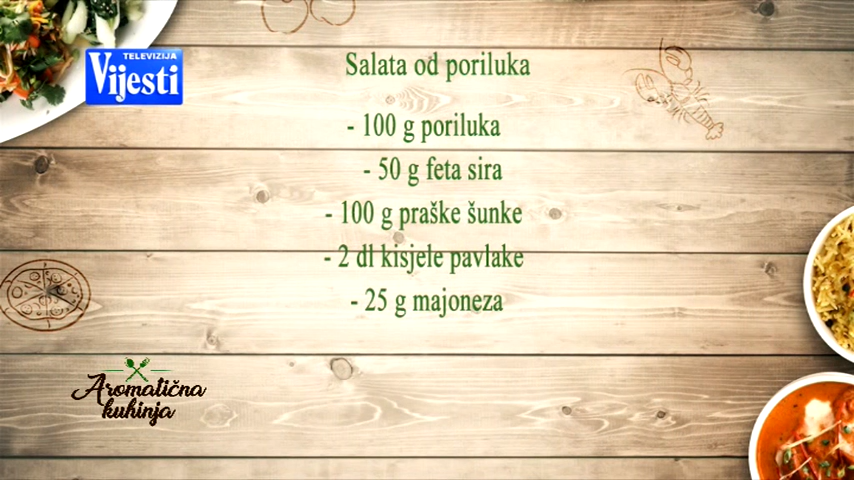 TELEVIZIJA
Vijesti
Salata od poriluka
- 100 g poriluka
- 50 g feta sira
- 100 g praške šunke
- 2 dl kisjele pavlake
- 25 g majoneza
Aromatična
kuhinja